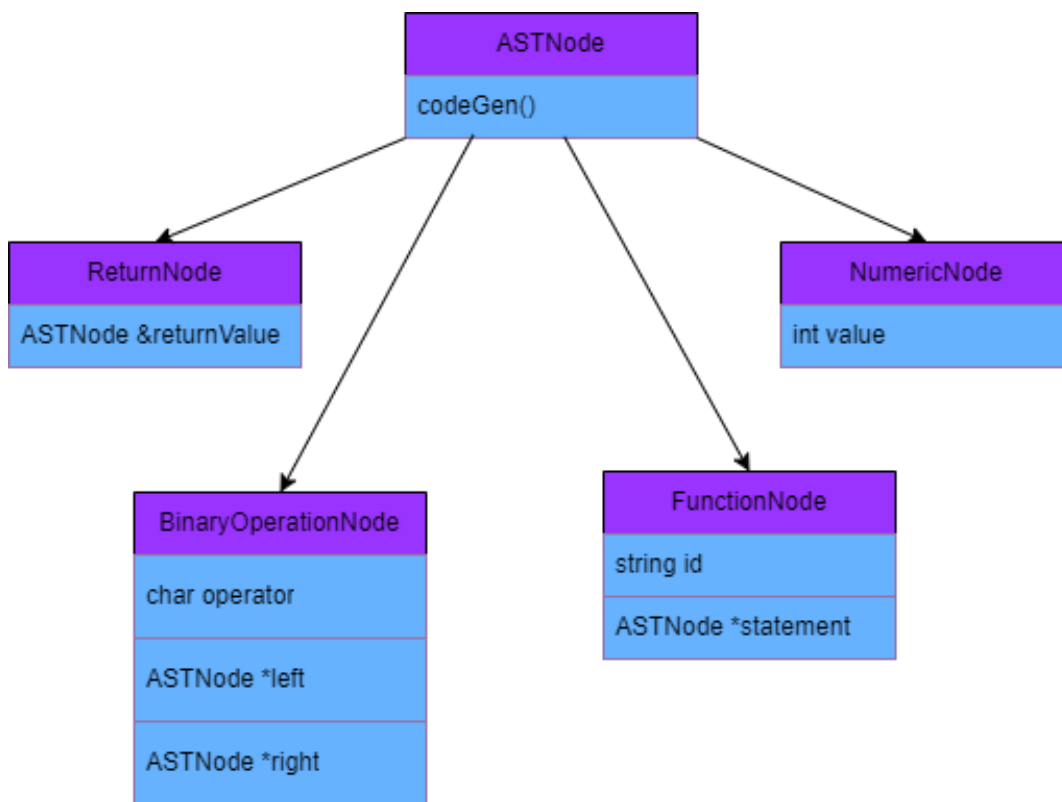 ASTNode
codeGen()
ReturnNode
ASTNode &returnValue
NumericNode
int value
BinaryOperationNode
char operator
ASTNode *left
ASTNode *right
FunctionNode
string id
ASTNode *statement